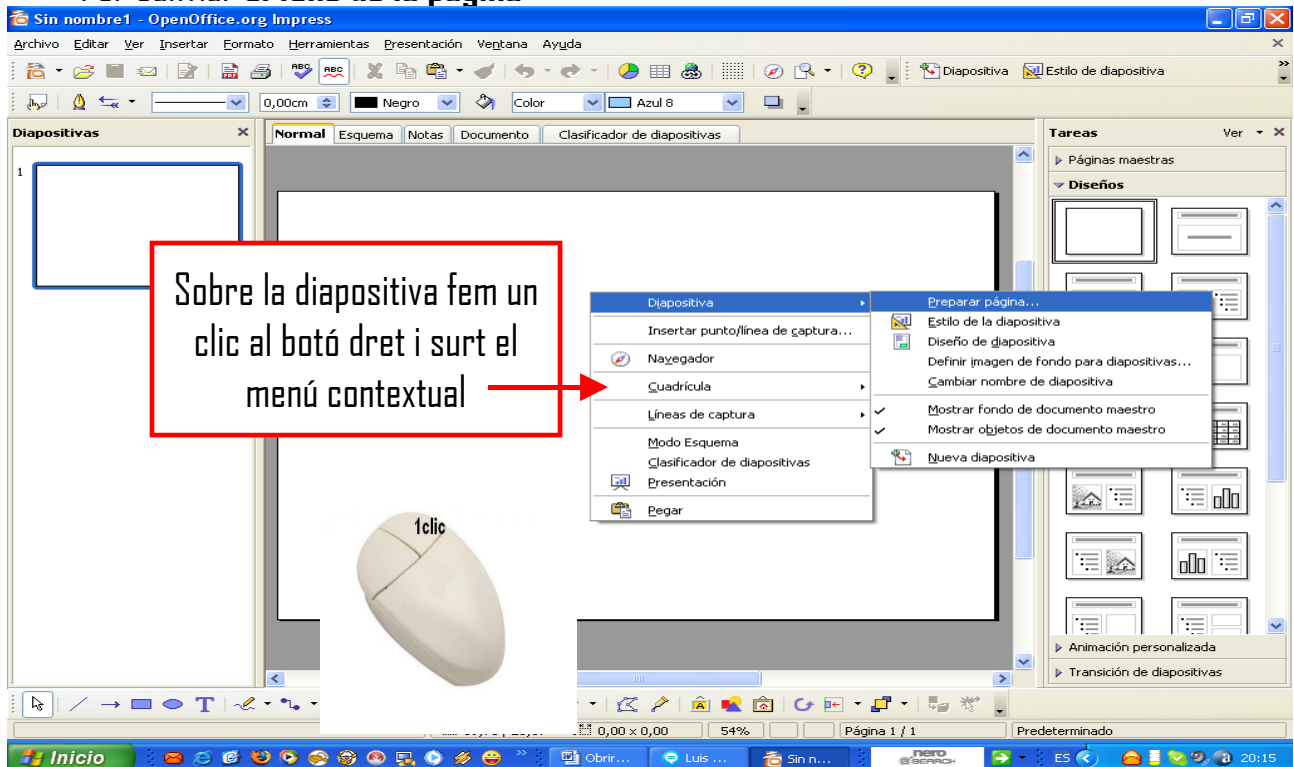 Sin nombre1 - OpenOffice.org Impress
Archivo Editar Ver Insertar Formato Herramientas Presentación Ventana Ayuda
Diapositiva Estilo de diapositiva
0,00cm Negro Color Azul 8
Diapositivas
Normal Esquema Notas Documento Clasificador de diapositivas
Tareas Ver
Páginas maestras
1
Diseños
Sobre la diapositiva fem un
clic al botó dret i surt el
menú contextual
Diapositiva
Insertar punto/línea de captura...
Navegador
Cuadrícula
Líneas de captura
Modo Esquema
Clasificador de diapositivas
Presentación
Pegar
Preparar página...
Estilo de la diapositiva
Diseño de diapositiva
Definir imagen de fondo para diapositivas...
Cambiar nombre de diapositiva
Mostrar fondo de documento maestro
Mostrar objetos de documento maestro
Nueva diapositiva
1clic
Animación personalizada
Transición de diapositivas
0,00 x 0,00 54% Página 1 / 1 Predeterminado
Inicio Obrir... Luis ... Sin n... nero SEARCH ES 20:15